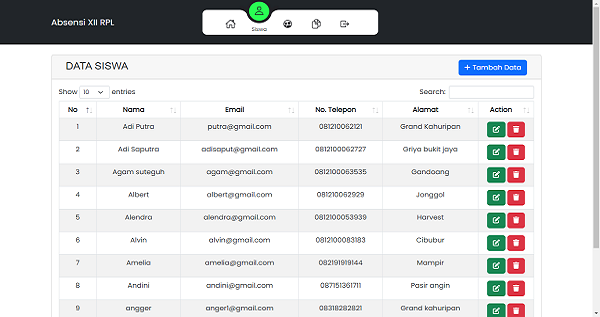 Absensi XII RPL
Siswa
DATA SISWA
+ Tambah Data
Show 10 entries
Search:
No Nama Email No. Telepon Alamat Action
1 Adi Putra putra@gmail.com 081210062121 Grand Kahuripan
2 Adi Saputra adisaput@gmail.com 0812100062727 Griya bukit jaya
3 Agam suteguh agam@gmail.com 0812100063535 Gandoang
4 Albert albert@gmail.com 081210062929 Jonggol
5 Alendra alendra@gmail.com 0812100053939 Harvest
6 Alvin alvin@gmail.com 0812100083183 Cibubur
7 Amelia amelia@gmail.com 082191919144 Mampir
8 Andini andini@gmail.com 087151361711 Pasir angin
9 angger anger1@gmail.com 08318282821 Grand kahuripan